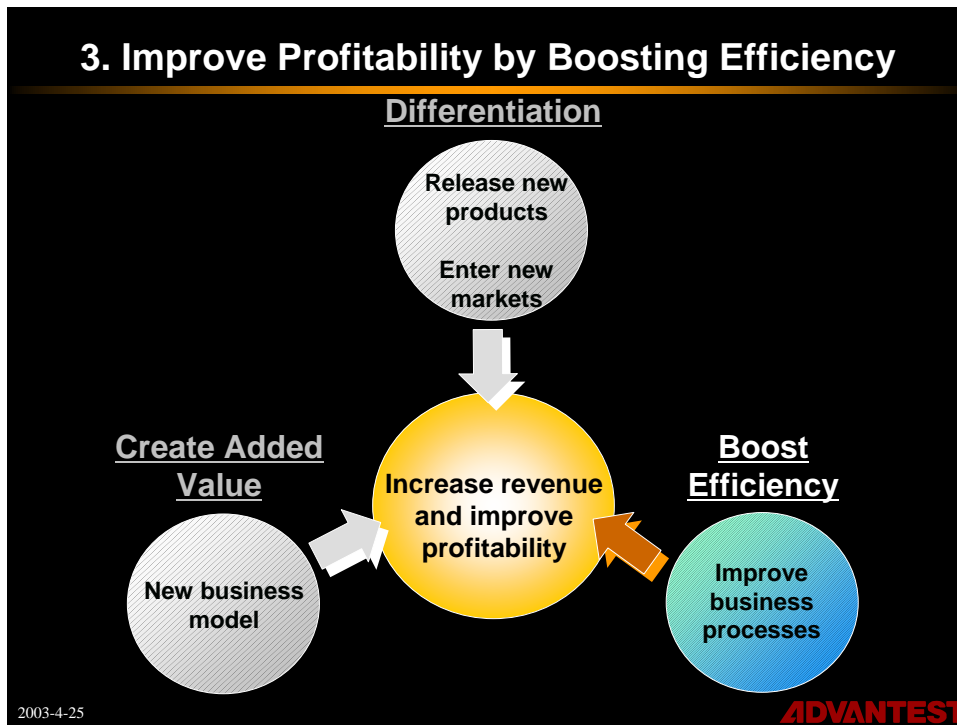 3. Improve Profitability by Boosting Efficiency
Differentiation
Release new
products
Enter new
markets
Create Added
Value
New business
model
Increase revenue
and improve
profitability
Boost
Efficiency
Improve
business
processes
2003-4-25
ADVANTEST